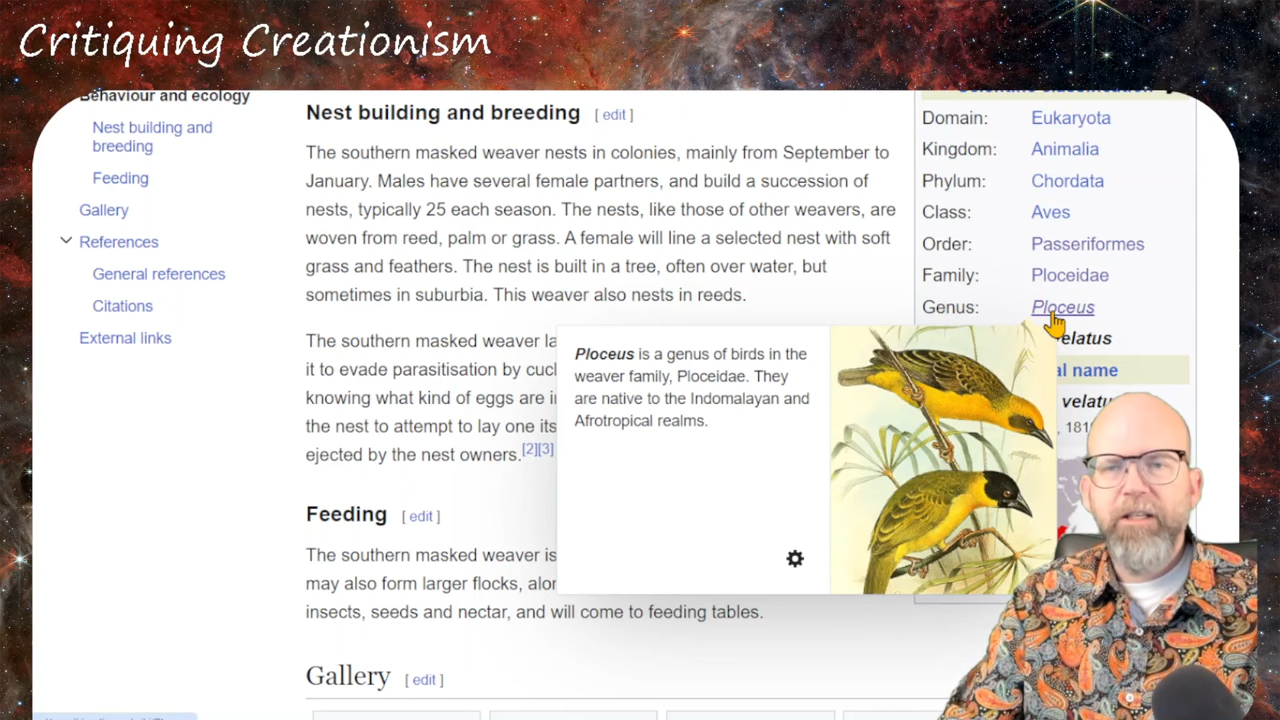 Critiquing Creationism
Behaviour and ecology
Nest building and
breeding
Feeding
Gallery
References
General references
Citations
External links
Nest building and breeding [ edit ]
The southern masked weaver nests in colonies, mainly from September to
January. Males have several female partners, and build a succession of
nests, typically 25 each season. The nests, like those of other weavers, are
woven from reed, palm or grass. A female will line a selected nest with soft
grass and feathers. The nest is built in a tree, often over water, but
sometimes in suburbia. This weaver also nests in reeds.
The southern masked weaver la
it to evade parasitisation by cuc
knowing what kind of eggs are i
the nest to attempt to lay one its
ejected by the nest owners.[2][3]
Feeding [ edit ]
The southern masked weaver is
may also form larger flocks, alon
insects, seeds and nectar, and will come to feeding tables.
Gallery [ edit ]
Domain: Eukaryota
Kingdom: Animalia
Phylum: Chordata
Class: Aves
Order: Passeriformes
Family: Ploceidae
Genus: Ploceus
elatus
al name
velatus
, 181
Ploceus is a genus of birds in the
weaver family, Ploceidae. They
are native to the Indomalayan and
Afrotropical realms.